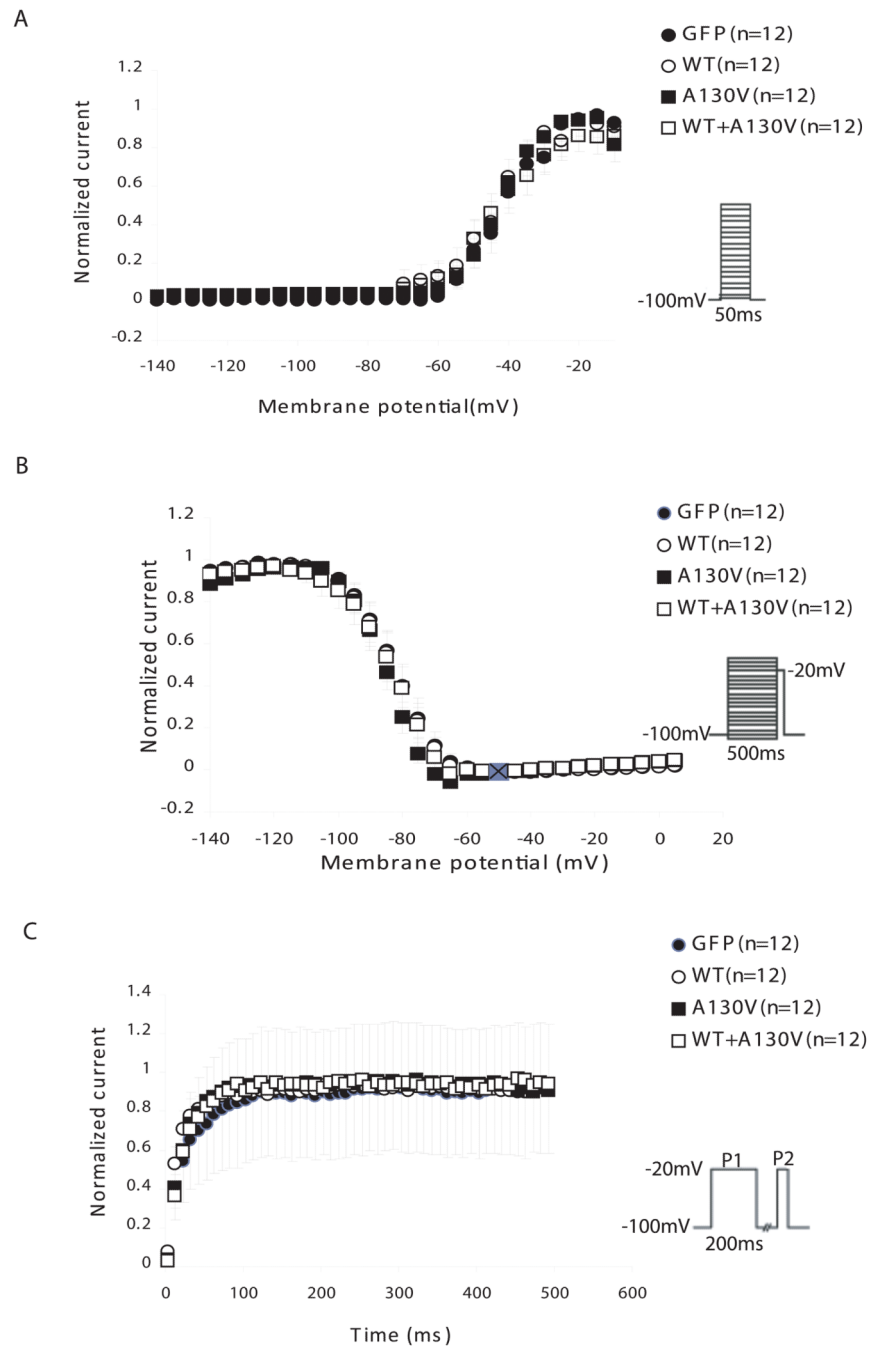 A
GFP (n=12)
WT(n=12)
A130V(n=12)
WT+A130V(n=12)
Normalized current
1.2
1
0.8
0.6
0.4
0.2
0
-0.2
-140 -120 -100 -80 -60 -40 -20
Membrane potential(mV)
-100mV
50ms
B
GFP(n=12)
WT(n=12)
A130V(n=12)
WT+A130V(n=12)
Normalized current
1.2
1
0.8
0.6
0.4
0.2
0
-0.2
-140 -120 -100 -80 -60 -40 -20 0 20
Membrane potential (mV)
-20mV
-100mV
500ms
C
GFP(n=12)
WT(n=12)
A130V(n=12)
WT+A130V(n=12)
Normalized current
1.4
1.2
1
0.8
0.6
0.4
0.2
0
0 100 200 300 400 500 600
Time (ms)
P1 P2
-20mV
-100mV
200ms